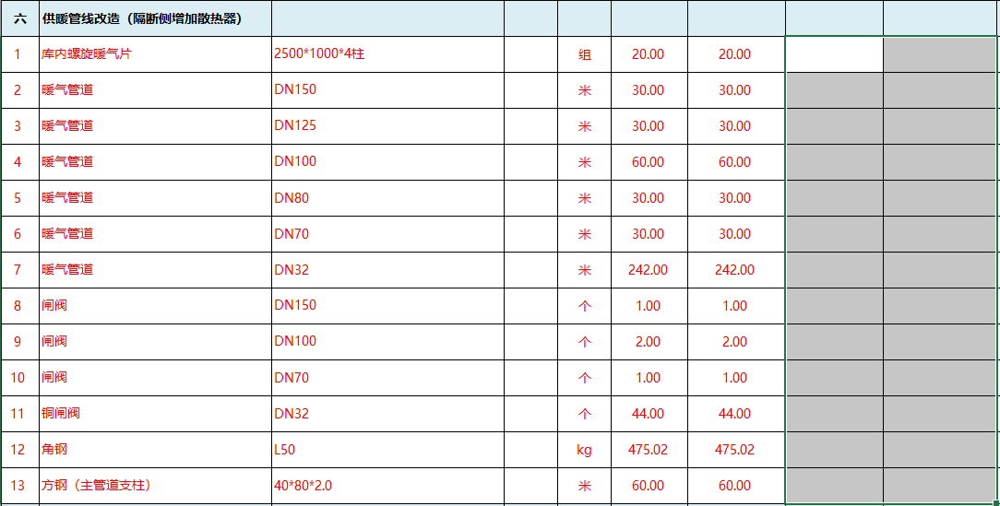 六 供暖管线改造（隔断侧增加散热器）
1 库内螺旋暖气片 2500*1000*4柱 组 20.00 20.00
2 暖气管道 DN150 米 30.00 30.00
3 暖气管道 DN125 米 30.00 30.00
4 暖气管道 DN100 米 60.00 60.00
5 暖气管道 DN80 米 30.00 30.00
6 暖气管道 DN70 米 30.00 30.00
7 暖气管道 DN32 米 242.00 242.00
8 闸阀 DN150 个 1.00 1.00
9 闸阀 DN100 个 2.00 2.00
10 闸阀 DN70 个 1.00 1.00
11 铜闸阀 DN32 个 44.00 44.00
12 角钢 L50 kg 475.02 475.02
13 方钢（主管道支柱） 40*80*2.0 米 60.00 60.00